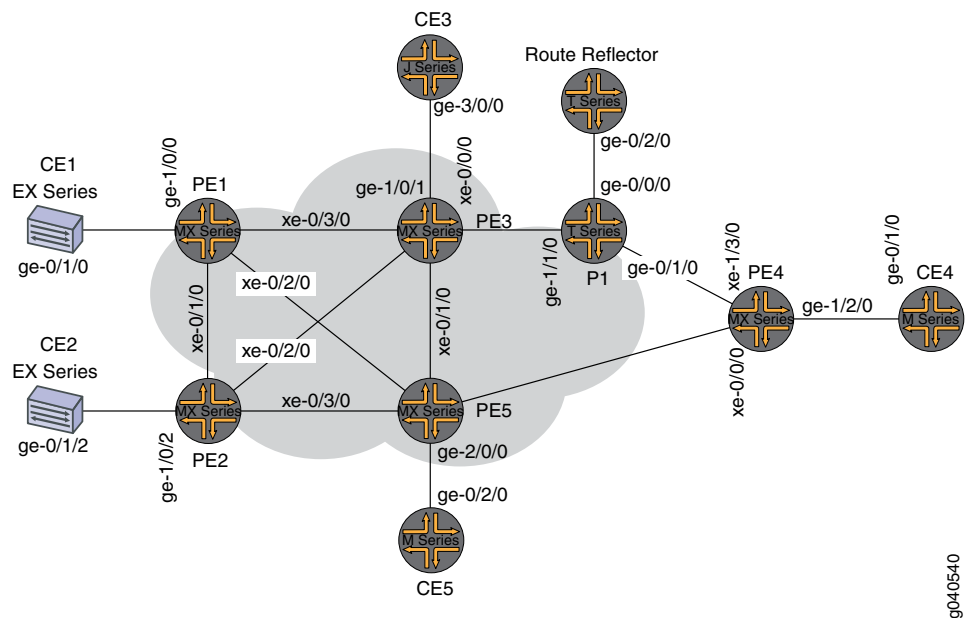 CE3
J Series
ge-3/0/0
Route Reflector
T Series
ge-0/2/0
CE1
EX Series
ge-0/1/0
ge-1/0/0
PE1
MX Series
xe-0/3/0
ge-1/0/1
xe-0/0/0
MX Series
PE3
ge-0/0/0
T Series
ge-1/1/0
P1
ge-0/1/0
xe-1/3/0
PE4
MX Series
xe-0/0/0
ge-1/2/0
ge-0/1/0
CE4
M Series
xe-0/2/0
xe-0/1/0
xe-0/2/0
xe-0/1/0
CE2
EX Series
ge-0/1/2
ge-1/0/2
MX Series
PE2
xe-0/3/0
MX Series
PE5
ge-2/0/0
ge-0/2/0
M Series
CE5
g040540